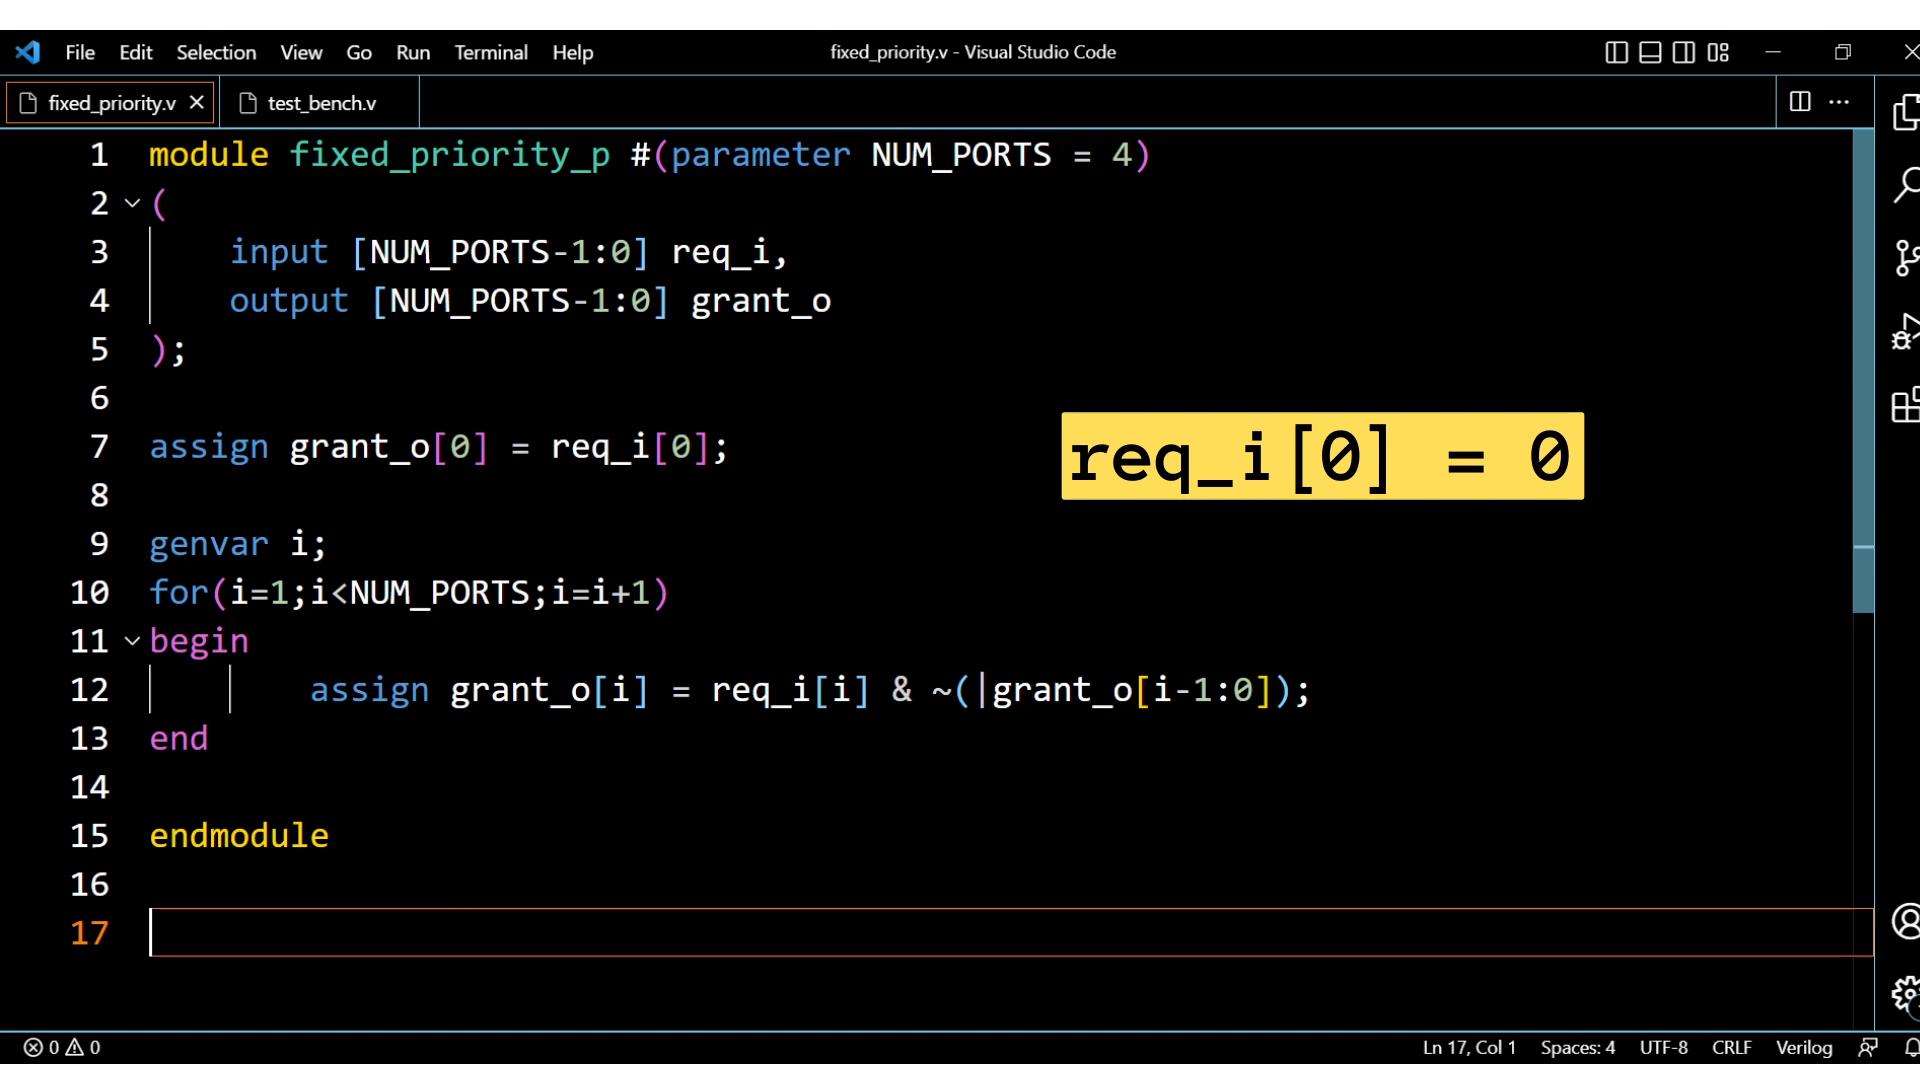 File Edit Selection View Go Run Terminal Help fixed_priority.v - Visual Studio Code
fixed_priority.v test_bench.v
1 module fixed_priority_p #(parameter NUM_PORTS = 4)
2 (
3 input [NUM_PORTS-1:0] req_i,
4 output [NUM_PORTS-1:0] grant_o
5 );
6
7 assign grant_o[0] = req_i[0];
req_i[0] = 0
8
9 genvar i;
10 for(i=1;i<NUM_PORTS;i=i+1)
11 begin
12 assign grant_o[i] = req_i[i] & ~(|grant_o[i-1:0]);
13 end
14
15 endmodule
16
17
0 0 Ln 17, Col 1 Spaces: 4 UTF-8 CRLF Verilog